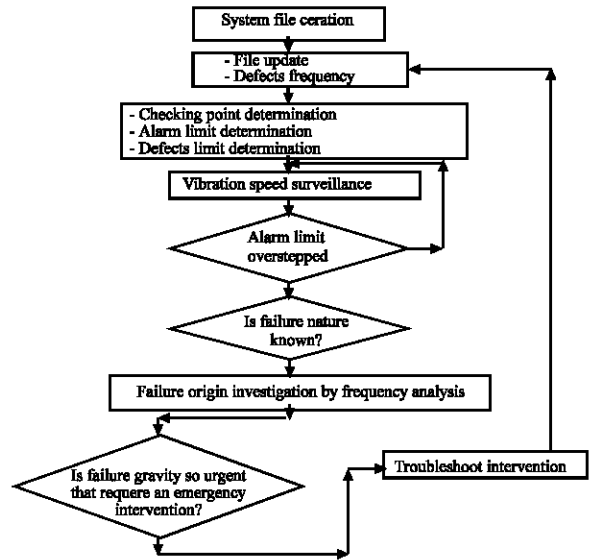 System file ceration
- File update
- Defects frequency
- Checking point determination
- Alarm limit determination
- Defects limit determination
Vibration speed surveillance
Alarm limit
overstepped
Is failure nature
known?
Failure origin investigation by frequency analysis
Is failure gravity so urgent
that requere an emergency
intervention?
Troubleshoot intervention